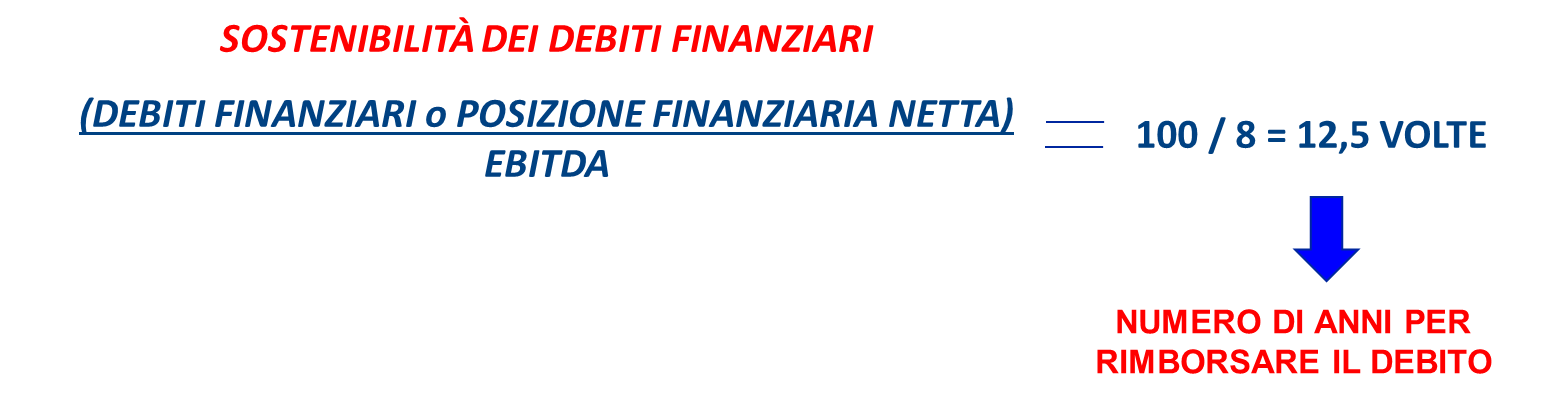 SOSTENIBILITÀ DEI DEBITI FINANZIARI
(DEBITI FINANZIARI o POSIZIONE FINANZIARIA NETTA)
EBITDA
100 / 8 = 12,5 VOLTE
NUMERO DI ANNI PER
RIMBORSARE IL DEBITO